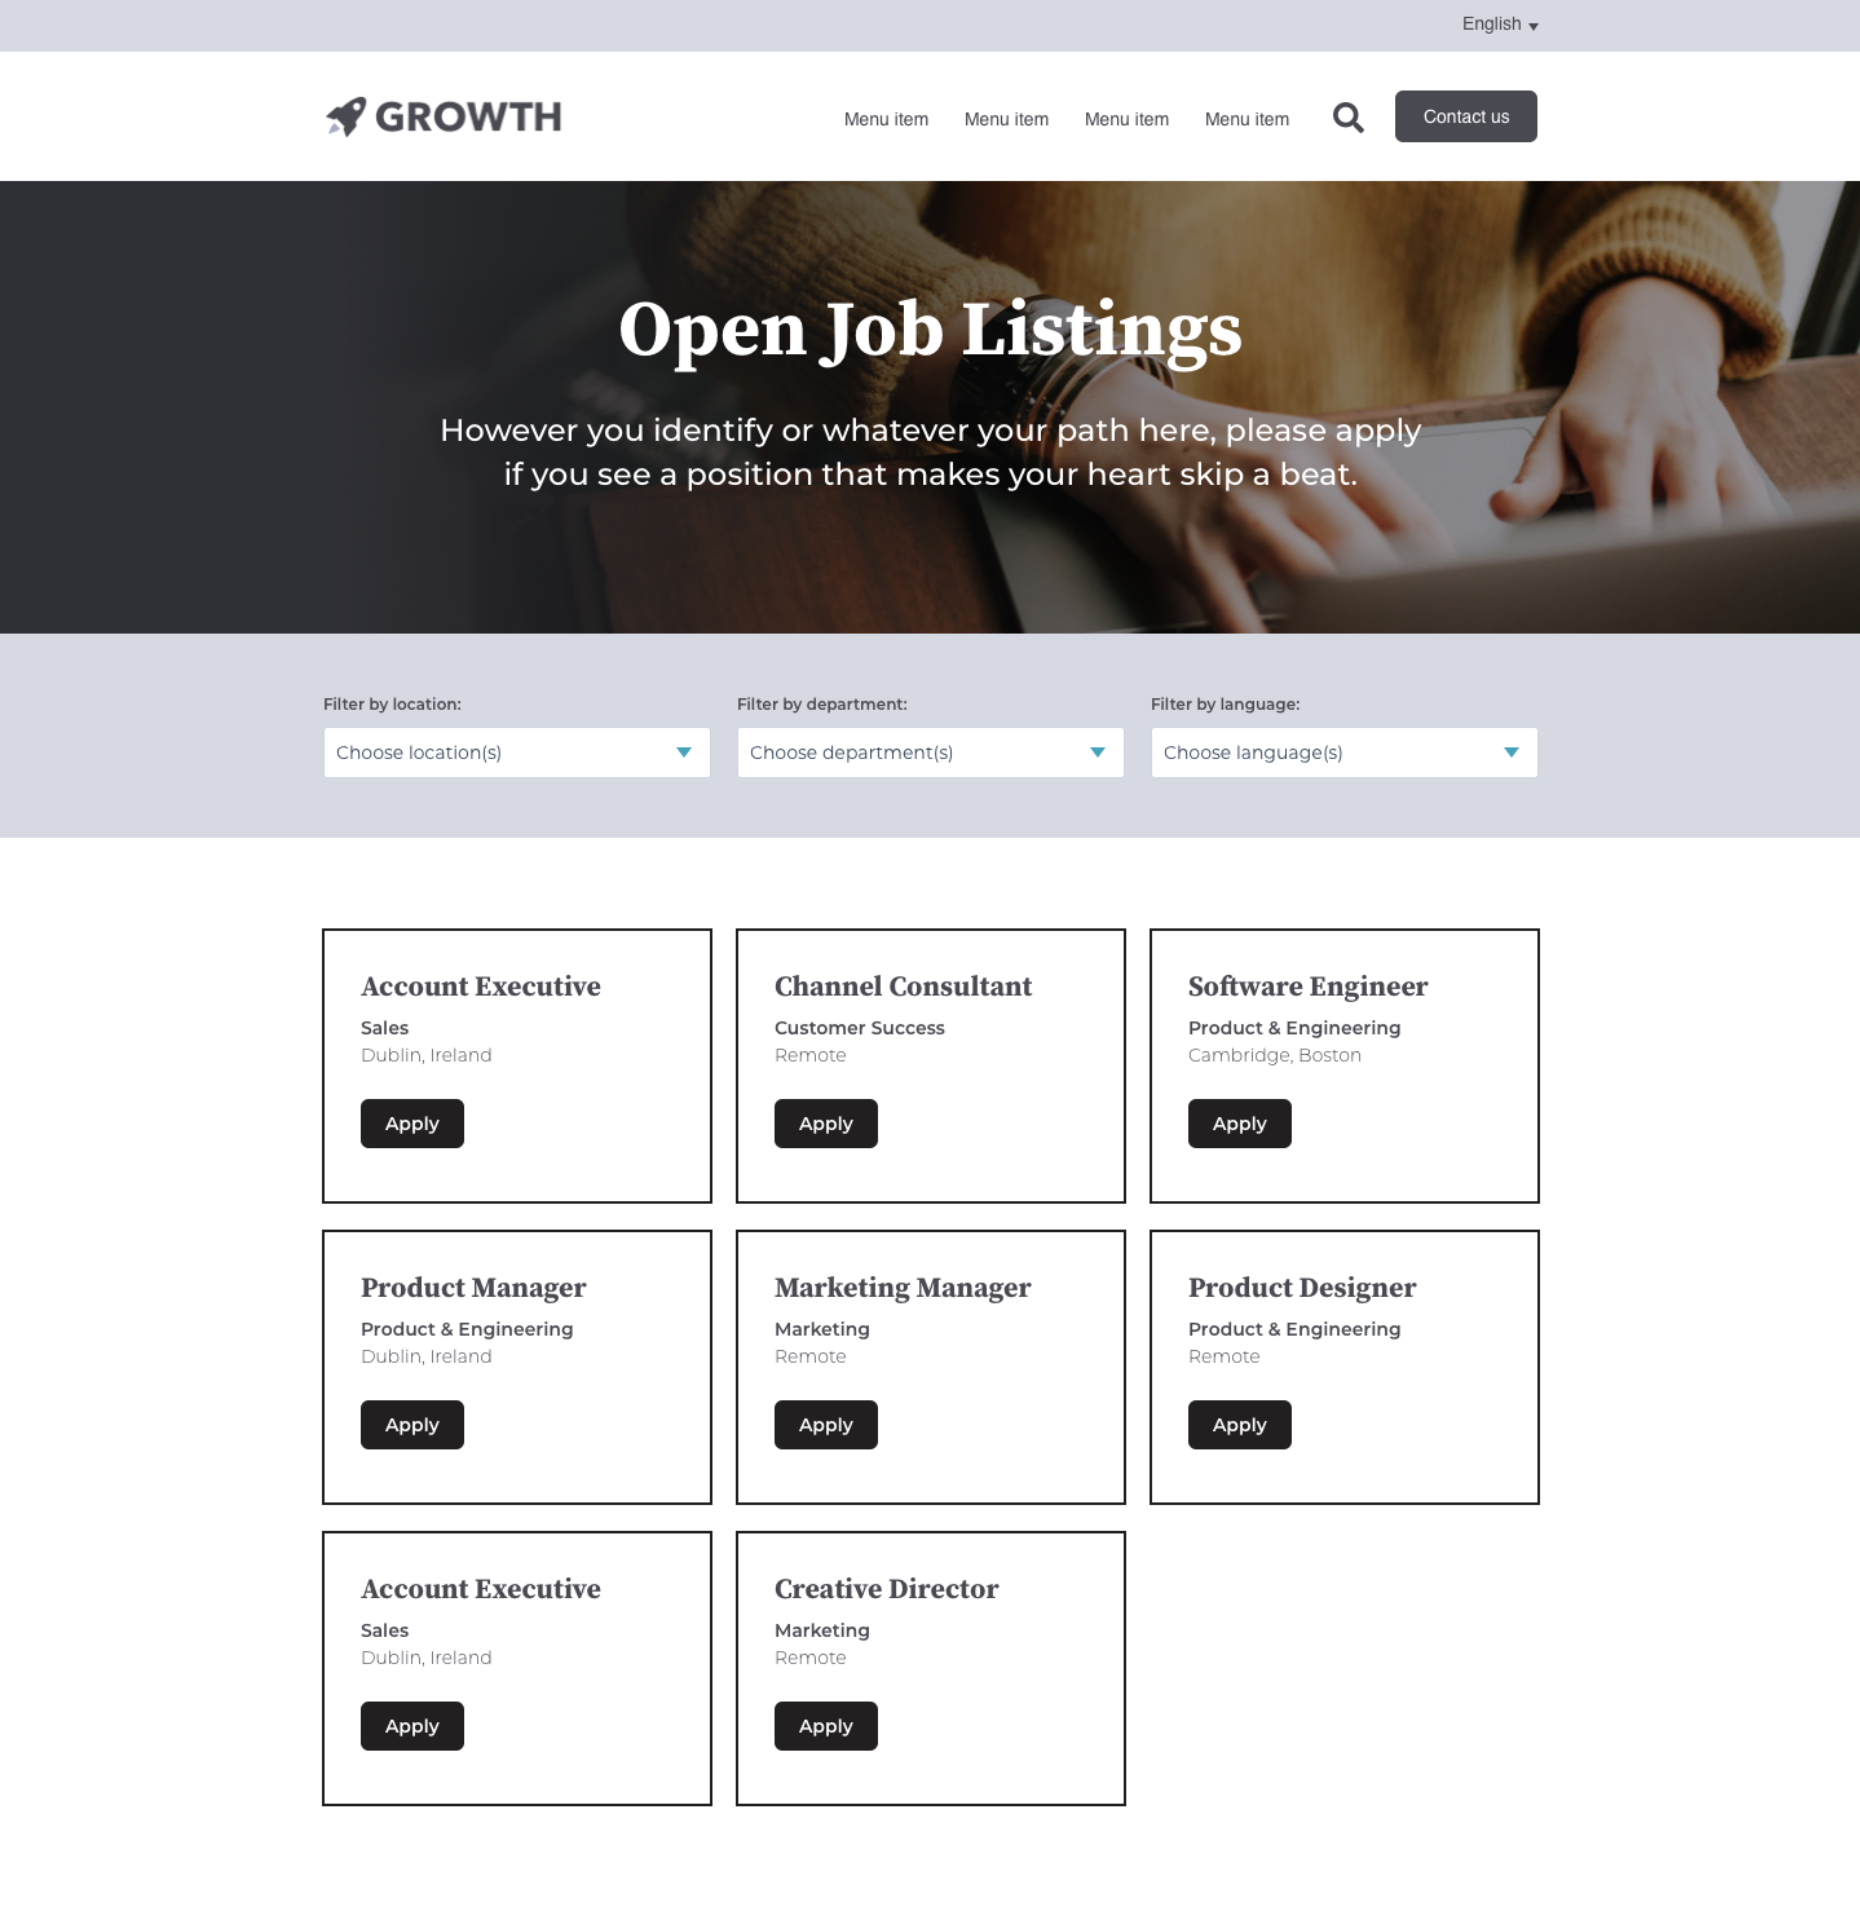 English
GROWTH
Menu item Menu item Menu item Menu item Contact us
Open Job Listings
However you identify or whatever your path here, please apply
if you see a position that makes your heart skip a beat.
Filter by location: Filter by department: Filter by language:
Choose location(s) Choose department(s) Choose language(s)
Account Executive
Sales
Dublin, Ireland
Apply
Channel Consultant
Customer Success
Remote
Apply
Software Engineer
Product & Engineering
Cambridge, Boston
Apply
Product Manager
Product & Engineering
Dublin, Ireland
Apply
Marketing Manager
Marketing
Remote
Apply
Product Designer
Product & Engineering
Remote
Apply
Account Executive
Sales
Dublin, Ireland
Apply
Creative Director
Marketing
Remote
Apply